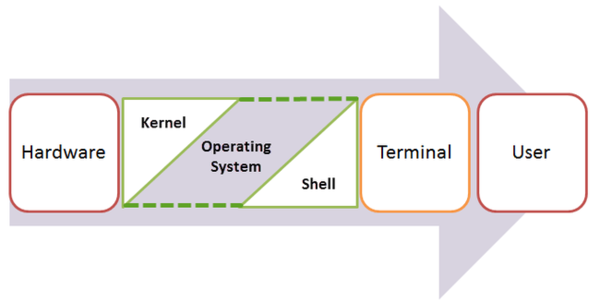 Hardware
Kernel
Operating
System
Shell
Terminal
User